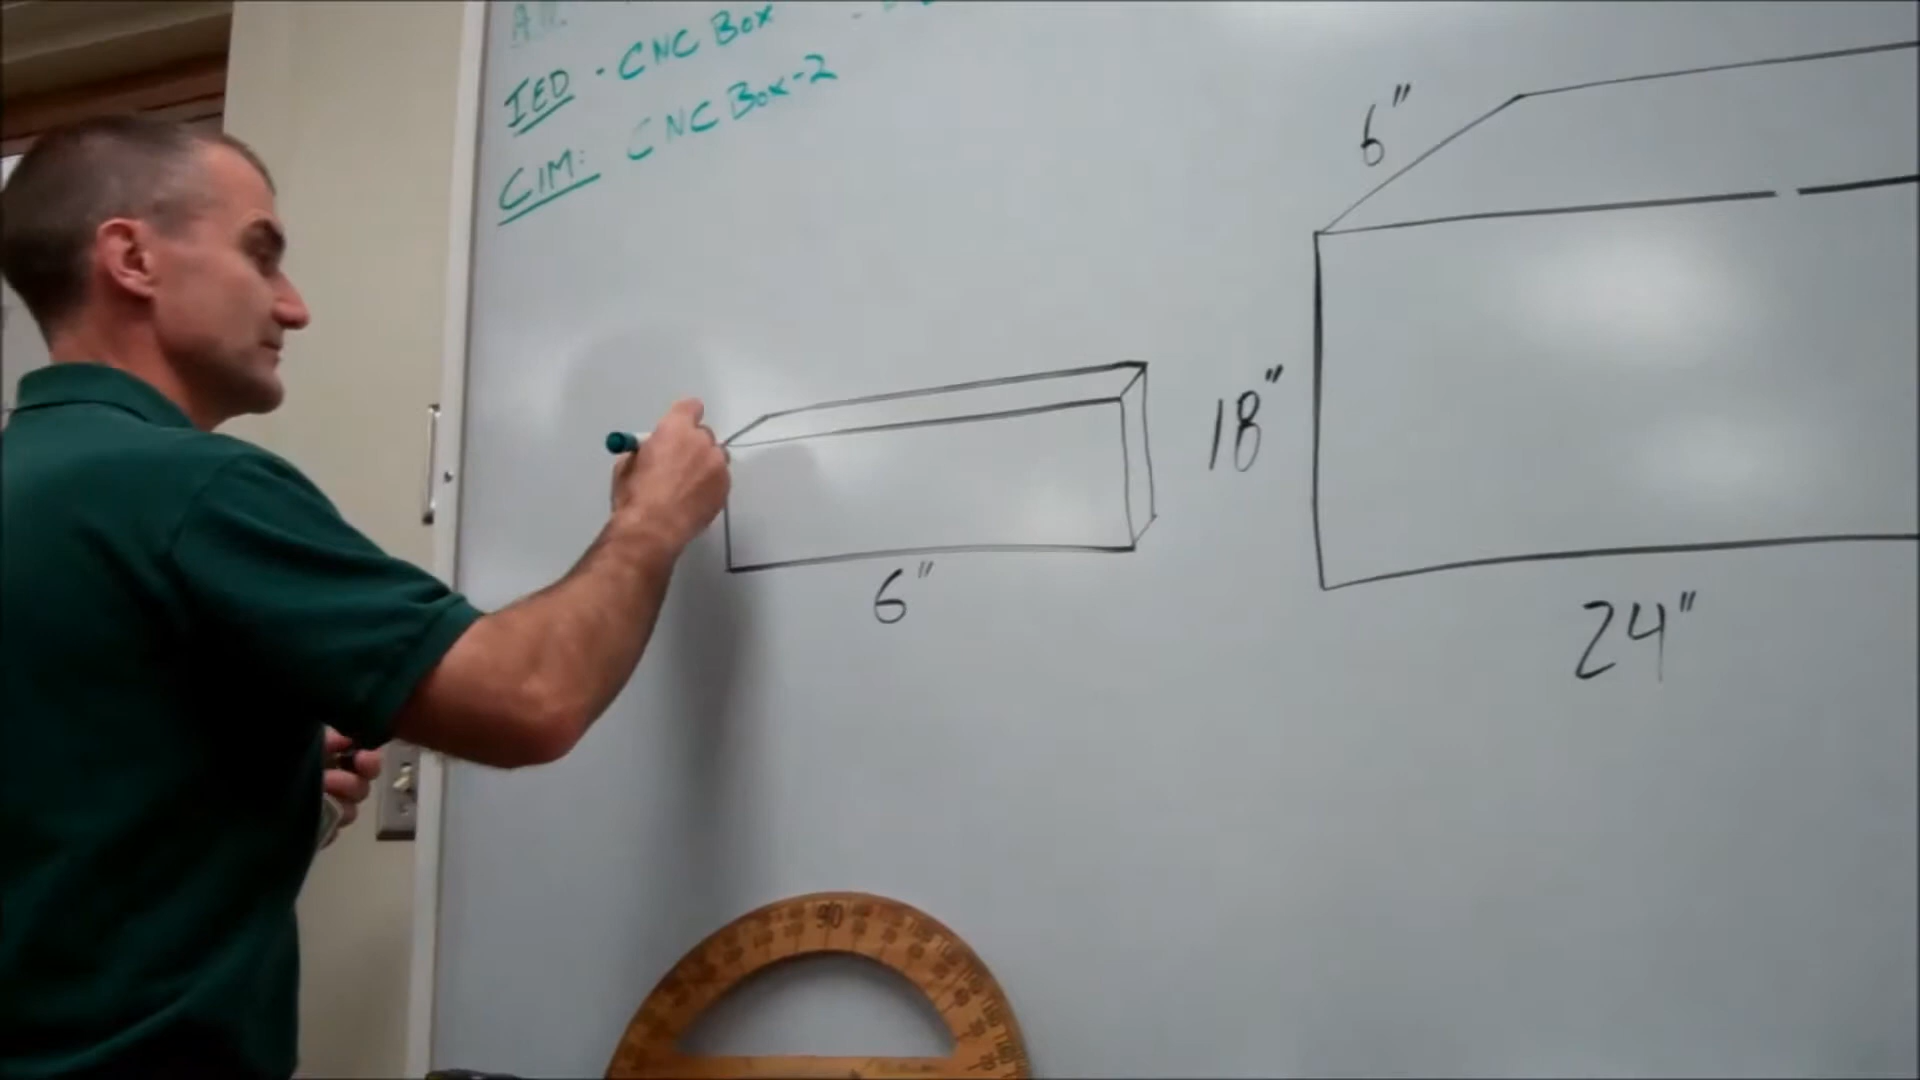 IED - CNC Box
CIM: CNC Box-2
6"
18"
6"
24"
90